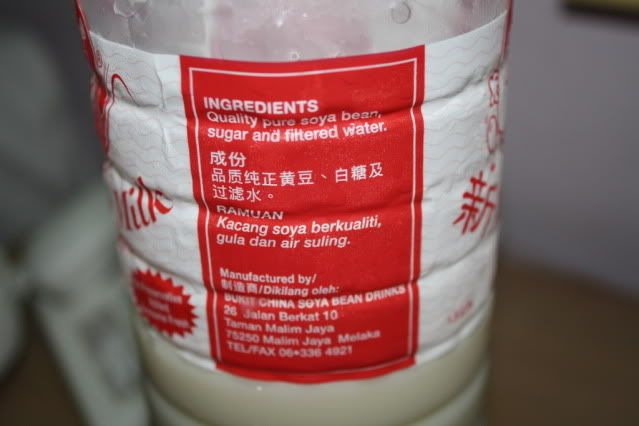 INGREDIENTS
Quality pure soya bean,
sugar and filtered water.
成份
品质纯正黄豆、白糖及
过滤水。
RAMUAN
Kacang soya berkualiti,
gula dan air suling.
Manufactured by/
制造商/Dikilang oleh:
BUKIT CHINA SOYA BEAN DRINKS
26 Jalan Berkat 10
Taman Malim Jaya
75250 Malim Jaya Melaka
TEL/FAX 06•336 4921
Milk
新